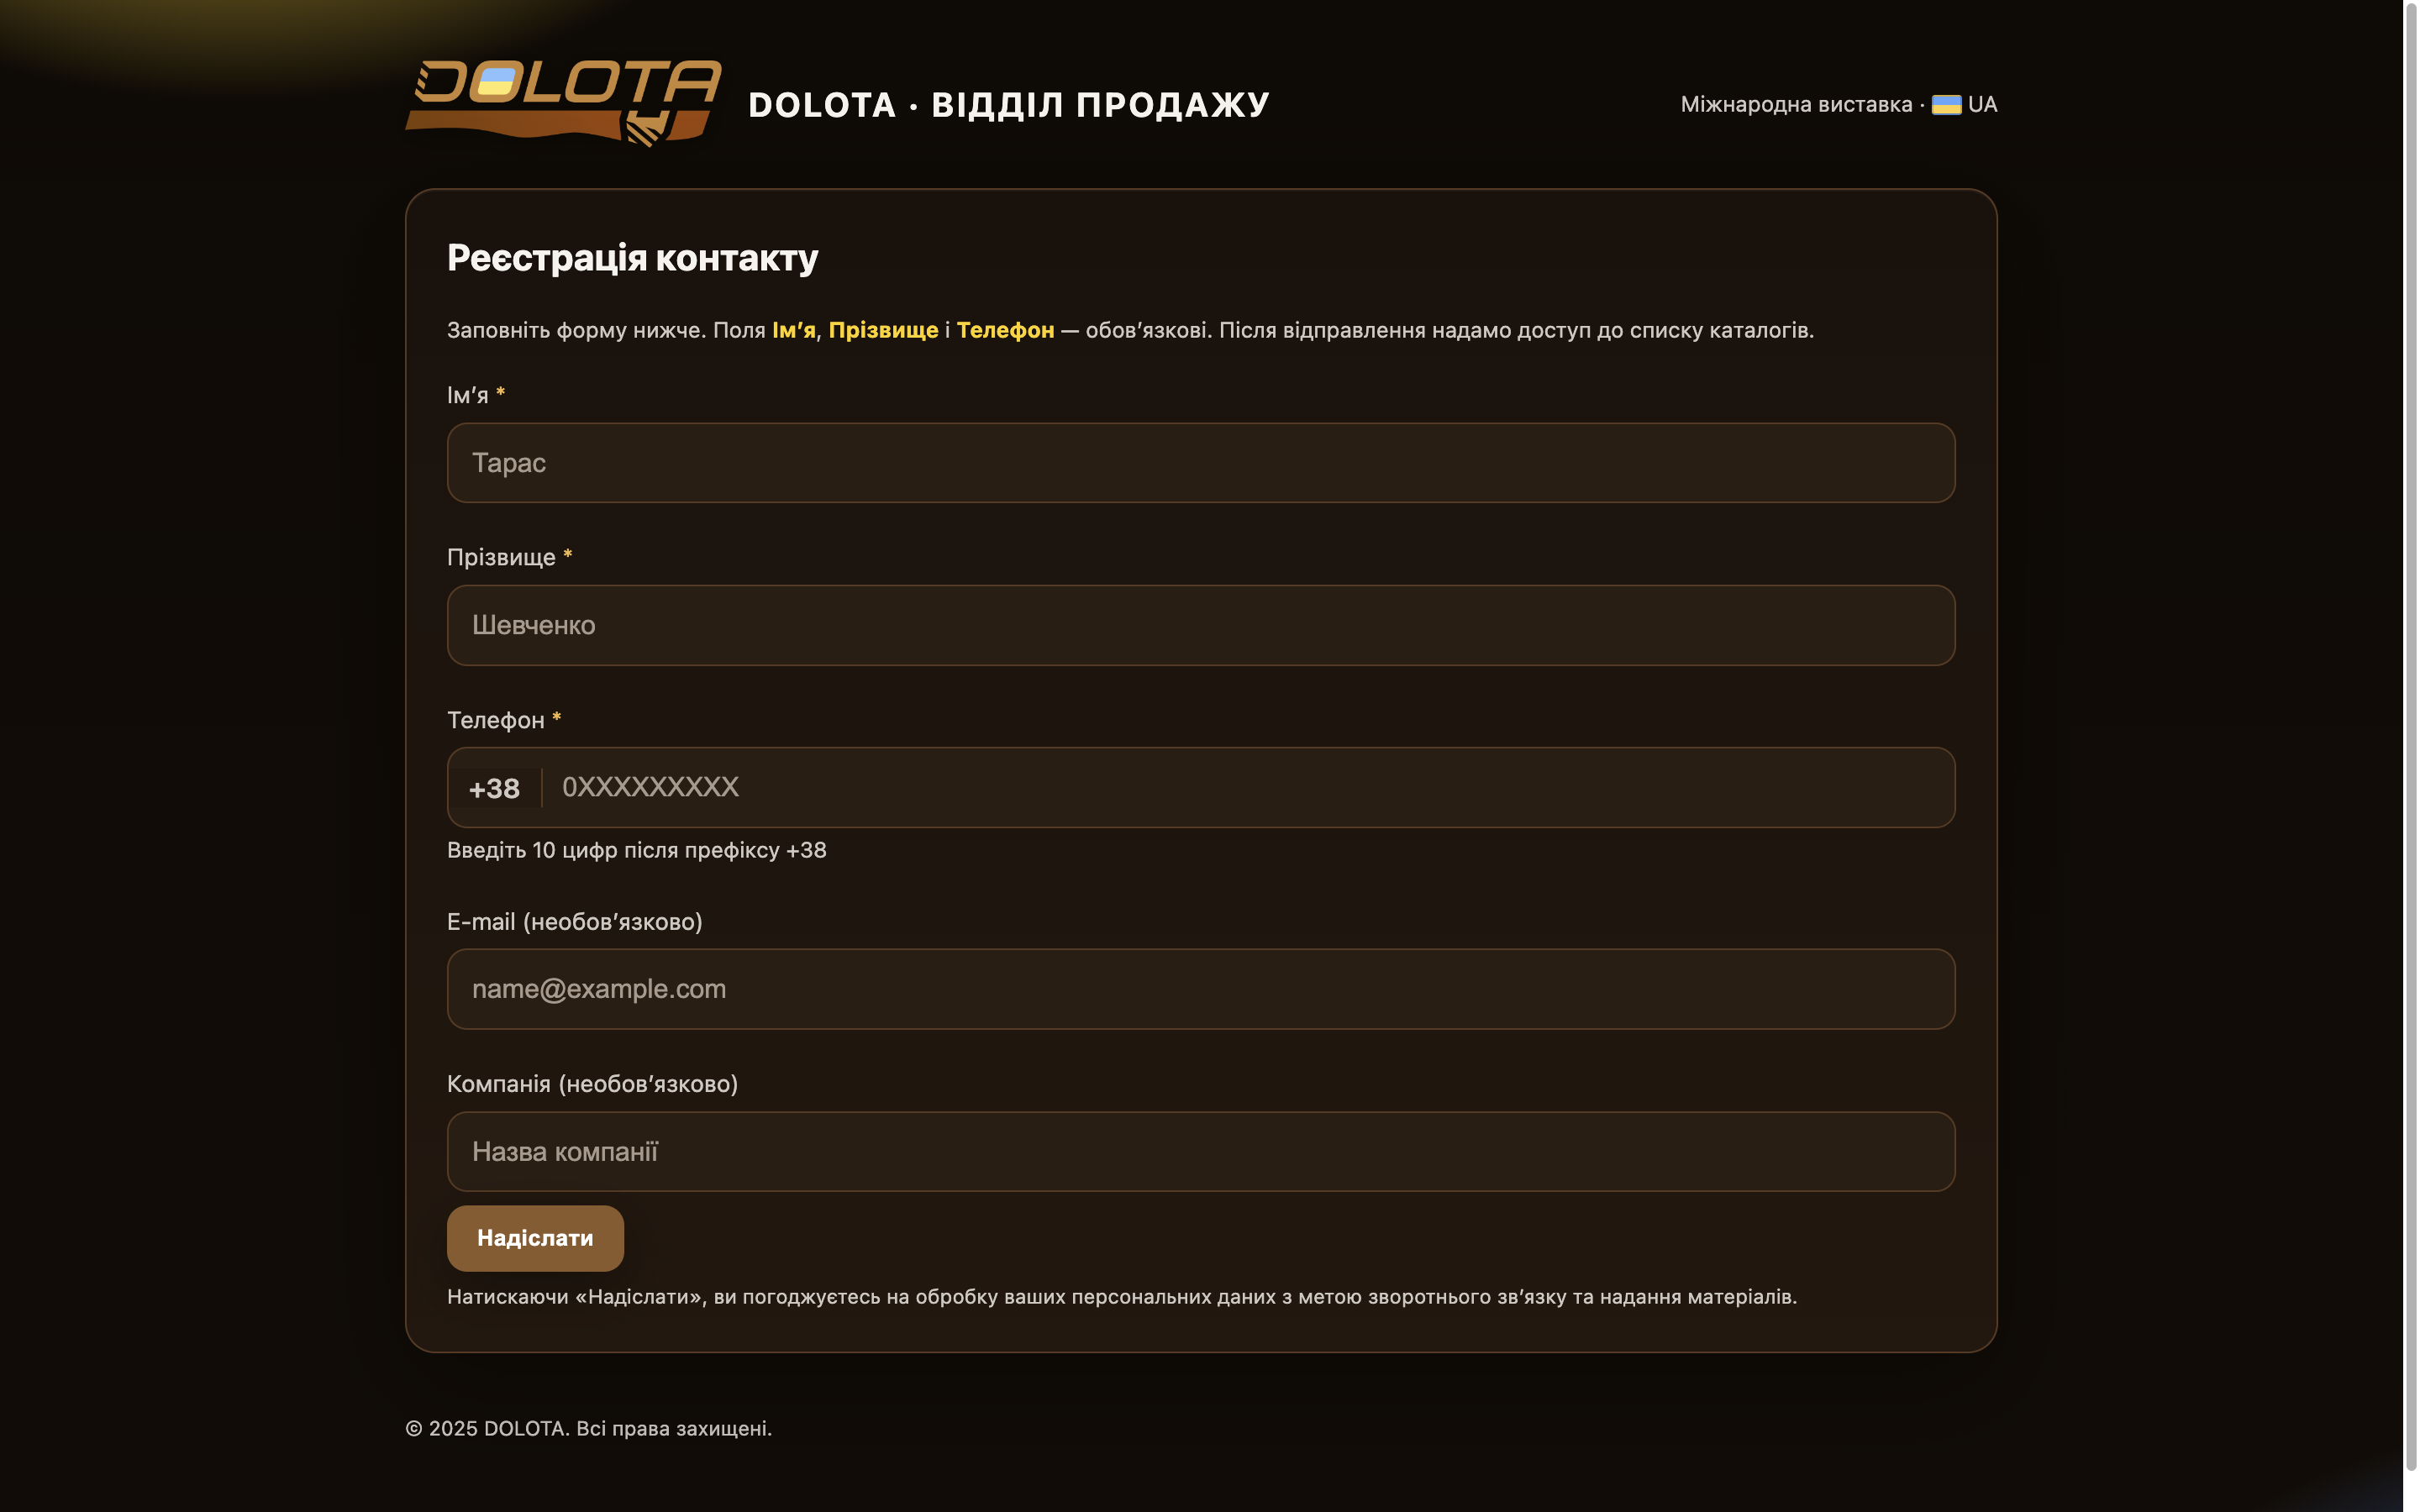 DOLOTA
DOLOTA · ВІДДІЛ ПРОДАЖУ
Міжнародна виставка · UA
Реєстрація контакту
Заповніть форму нижче. Поля Ім’я, Прізвище і Телефон — обов’язкові. Після відправлення надамо доступ до списку каталогів.
Ім’я *
Тарас
Прізвище *
Шевченко
Телефон *
+38 0XXXXXXXXX
Введіть 10 цифр після префіксу +38
E-mail (необов’язково)
name@example.com
Компанія (необов’язково)
Назва компанії
Надіслати
Натискаючи «Надіслати», ви погоджуєтесь на обробку ваших персональних даних з метою зворотнього зв’язку та надання матеріалів.
© 2025 DOLOTA. Всі права захищені.